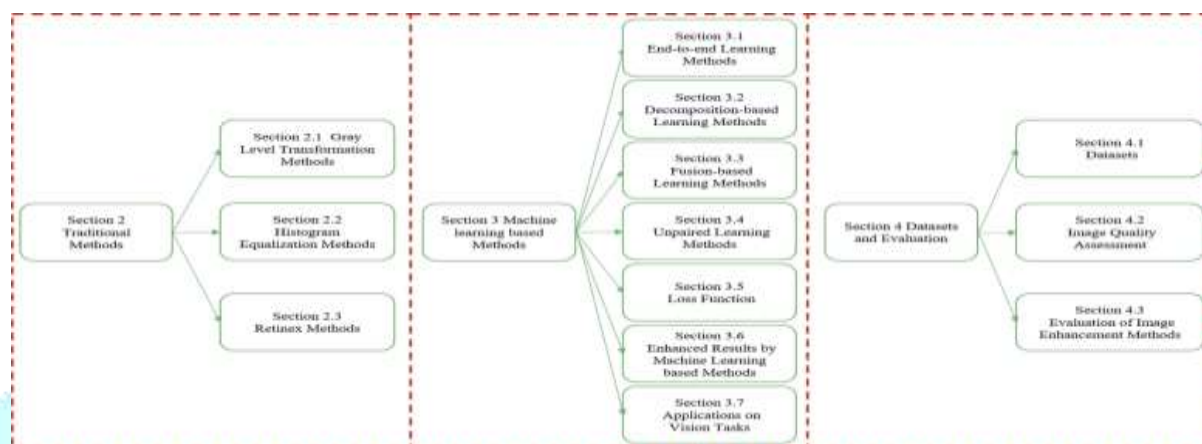 Section 2
Traditional
Methods
Section 2.1 Gray
Level Transformation
Methods
Section 2.2
Histogram
Equalization Methods
Section 2.3
Retinex Methods
Section 3 Machine
learning based
Methods
Section 3.1
End-to-end Learning
Methods
Section 3.2
Decomposition-based
Learning Methods
Section 3.3
Fusion-based
Learning Methods
Section 3.4
Unpaired Learning
Methods
Section 3.5
Loss Function
Section 3.6
Enhanced Results by
Machine Learning
based Methods
Section 3.7
Applications on
Vision Tasks
Section 4 Datasets
and Evaluation
Section 4.1
Datasets
Section 4.2
Image Quality
Assessment
Section 4.3
Evaluation of Image
Enhancement Methods